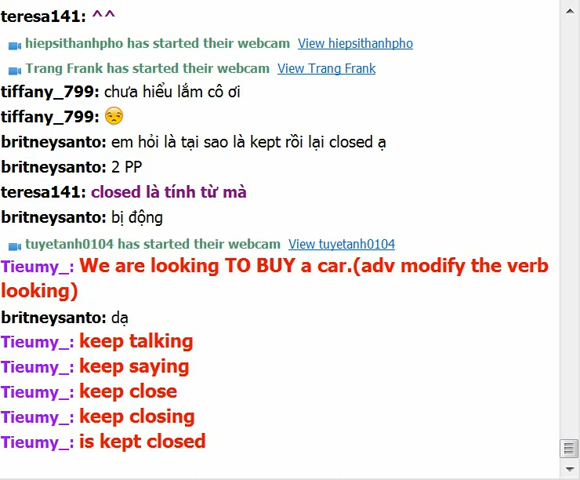 teresa141: ^^
hiepsithanhpho has started their webcam View hiepsithanhpho
Trang Frank has started their webcam View Trang Frank
tiffany_799: chưa hiểu lắm cô ơi
tiffany_799:
britneysanto: em hỏi là tại sao là kept rồi lại closed ạ
britneysanto: 2 PP
teresa141: closed là tính từ mà
britneysanto: bị động
tuyetanh0104 has started their webcam View tuyetanh0104
Tieumy_: We are looking TO BUY a car.(adv modify the verb
looking)
britneysanto: dạ
Tieumy_: keep talking
Tieumy_: keep saying
Tieumy_: keep close
Tieumy_: keep closing
Tieumy_: is kept closed